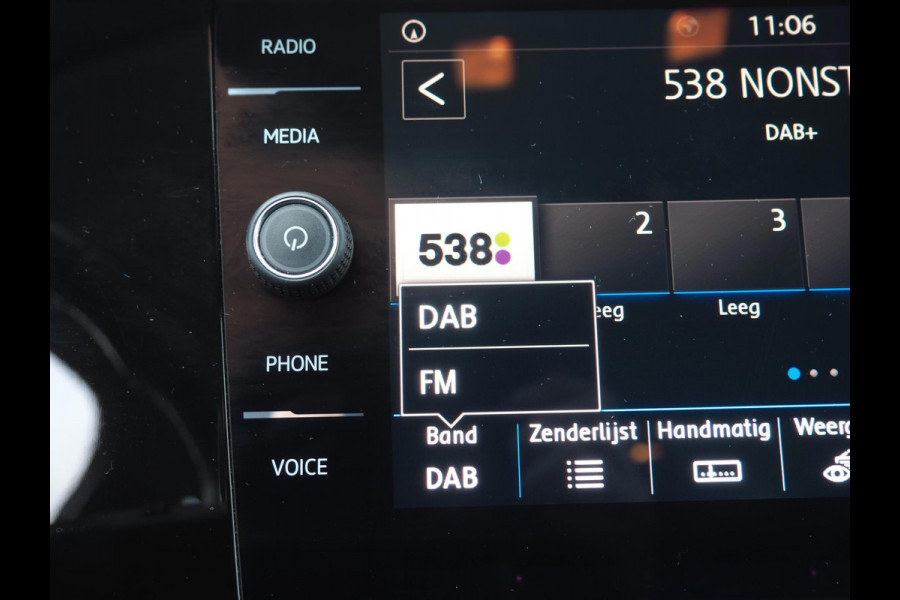 RADIO
MEDIA
PHONE
VOICE
11:06
538 NONST
DAB+
538
2
3
eeg
Leeg
DAB
FM
Band
DAB
Zenderlijst
Handmatig
Weerg